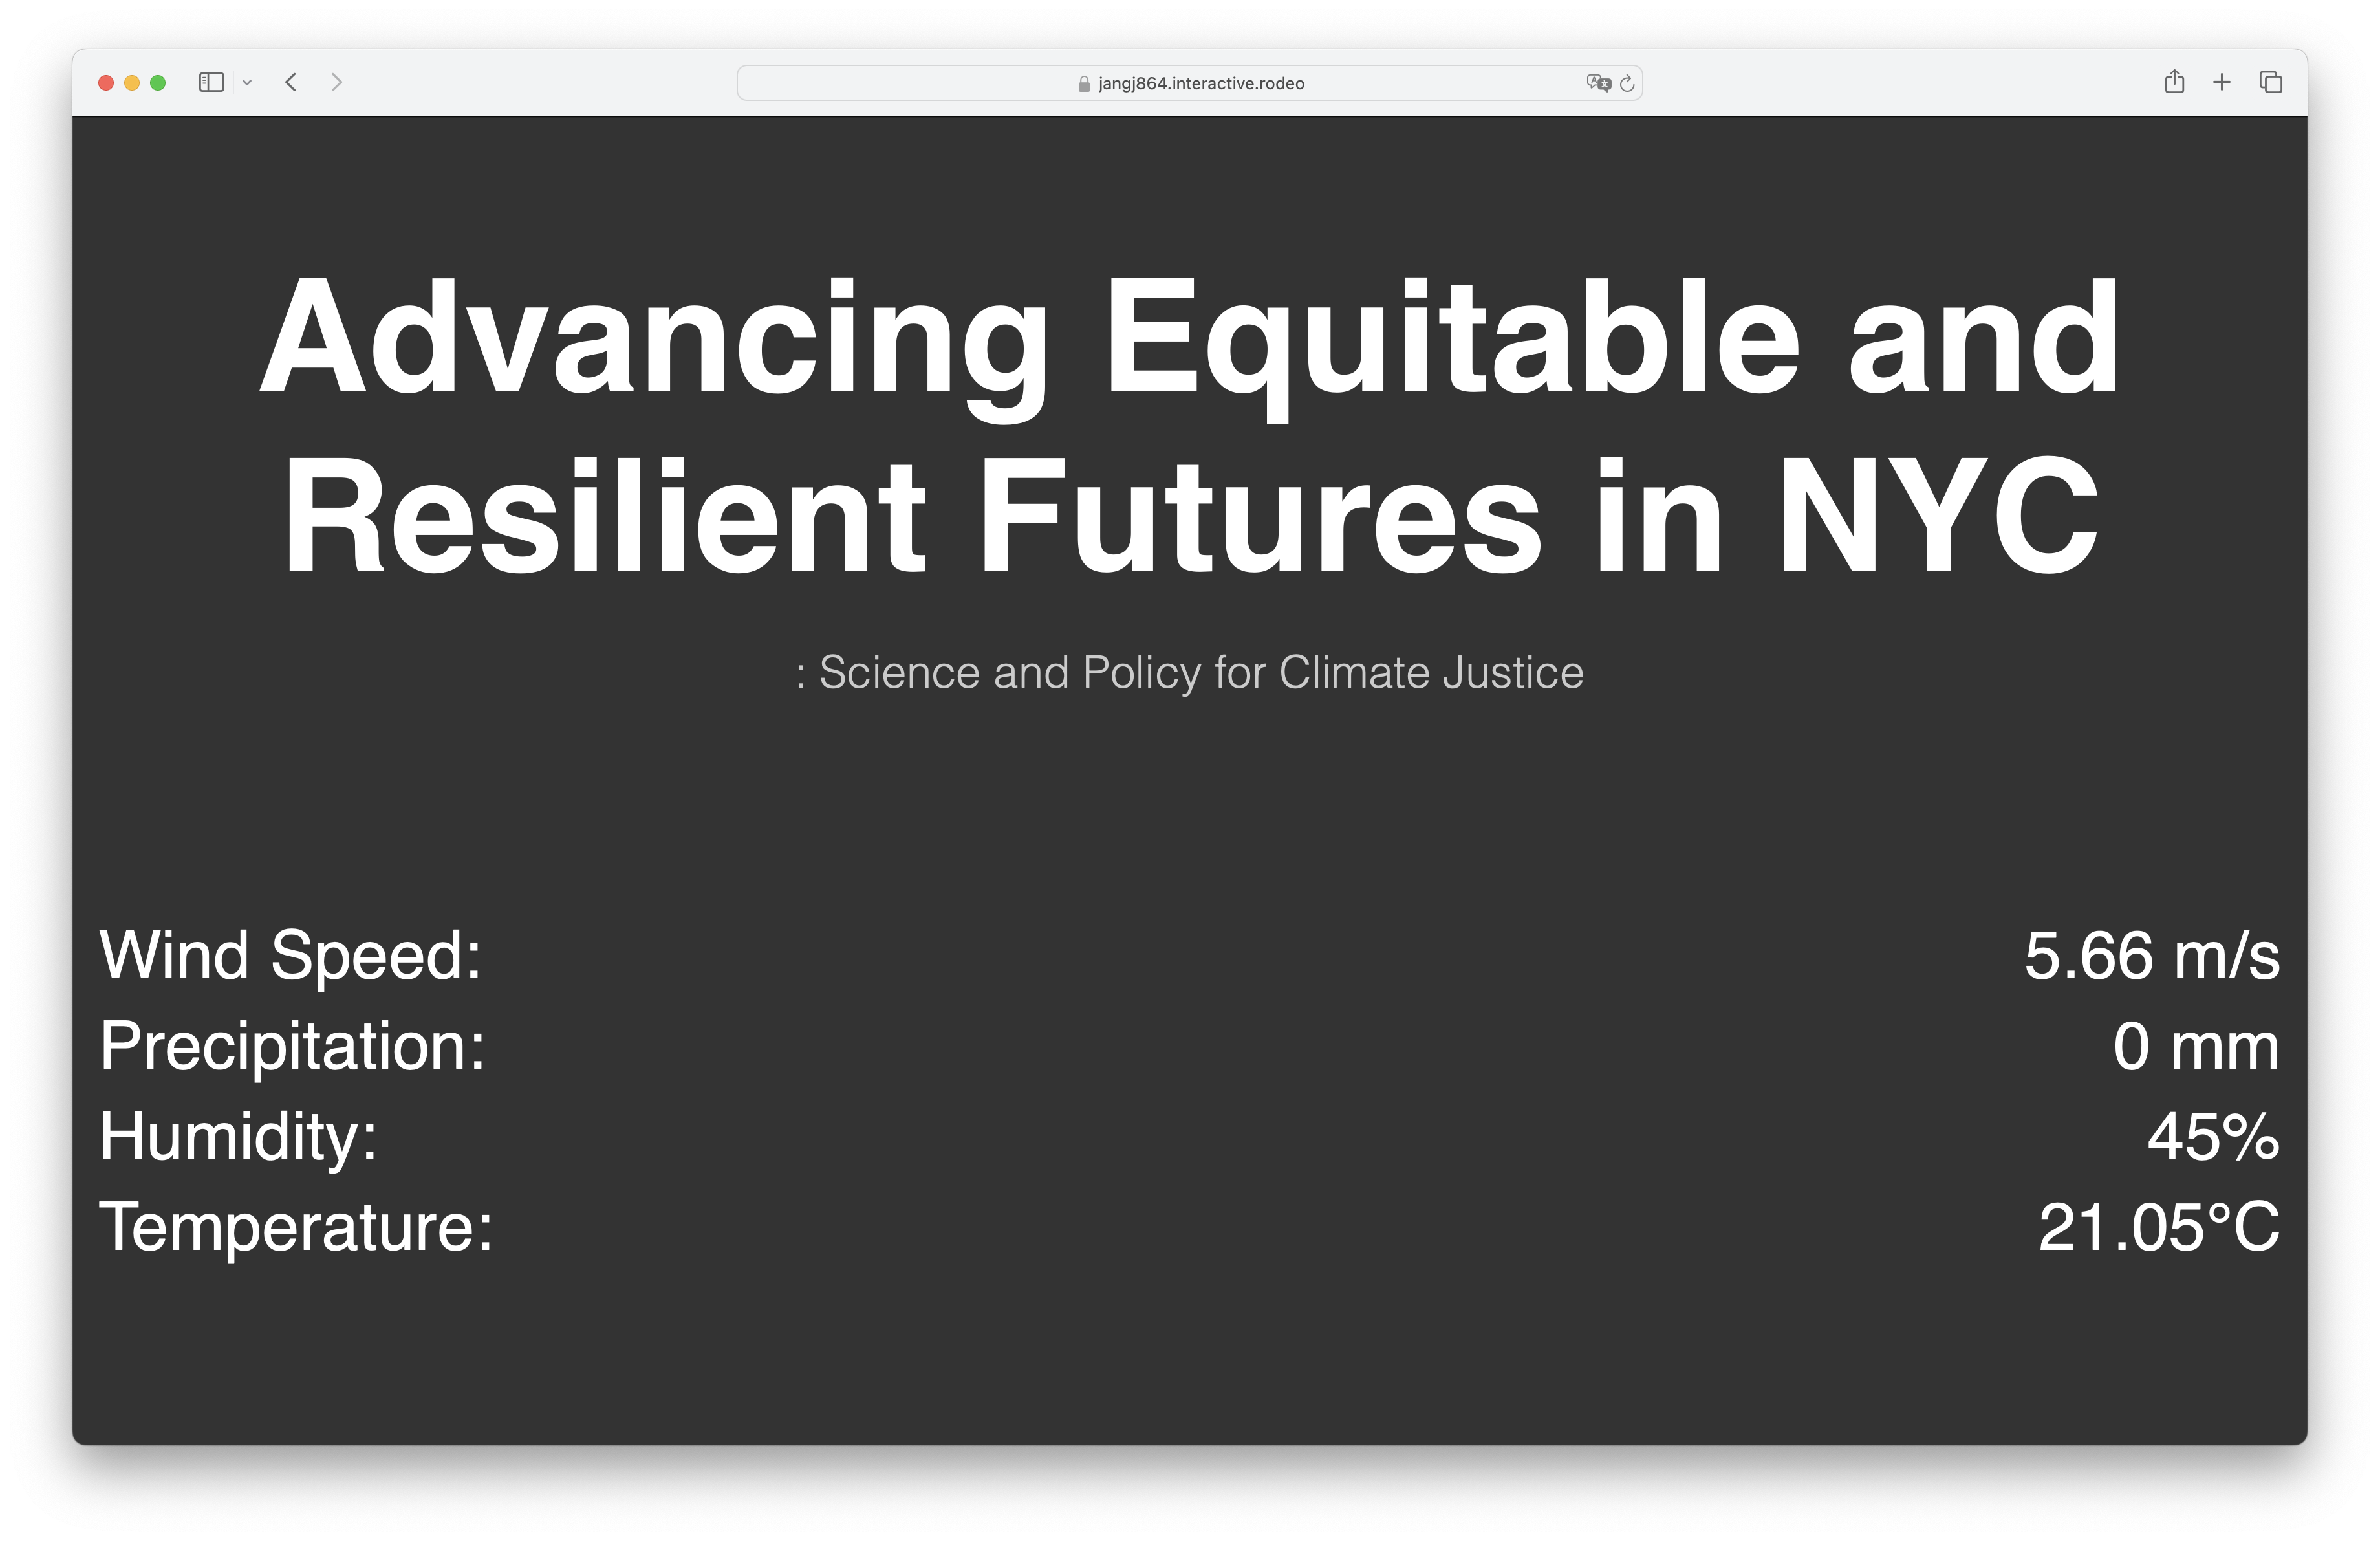 jangj864.interactive.rodeo
Advancing Equitable and
Resilient Futures in NYC
: Science and Policy for Climate Justice
Wind Speed: 5.66 m/s
Precipitation: 0 mm
Humidity: 45%
Temperature: 21.05°C